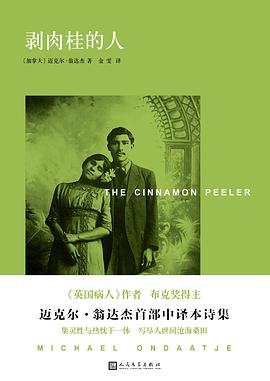 剥肉桂的人
〔加拿大〕迈克尔·翁达杰 著 金雯 译
THE CINNAMON PEELER
《英国病人》作者 布克奖得主
迈克尔·翁达杰首部中译本诗集
集灵性与热忱于一体 写尽人世间沧海桑田
MICHAEL ONDAATJE
人民文学出版社